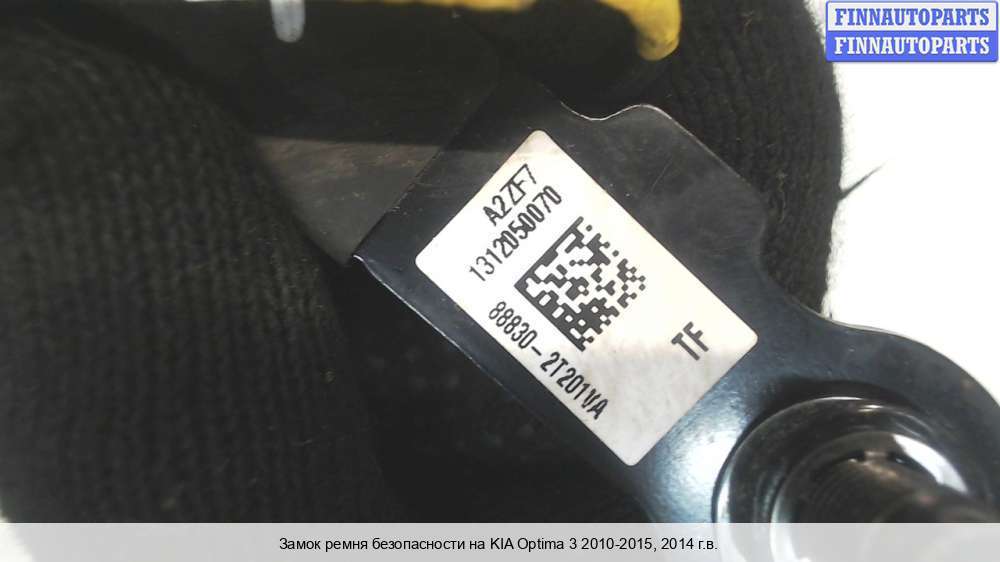 FINNAUTOPARTS
FINNAUTOPARTS
A2ZF7
1312050070
88830-2T201VA
TF
Замок ремня безопасности на KIA Optima 3 2010-2015, 2014 г.в.